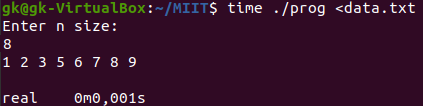 gk@gk-VirtualBox:~/MIIT$ time ./prog <data.txt
Enter n size:
8
1 2 3 5 6 7 8 9
real 0m0,001s